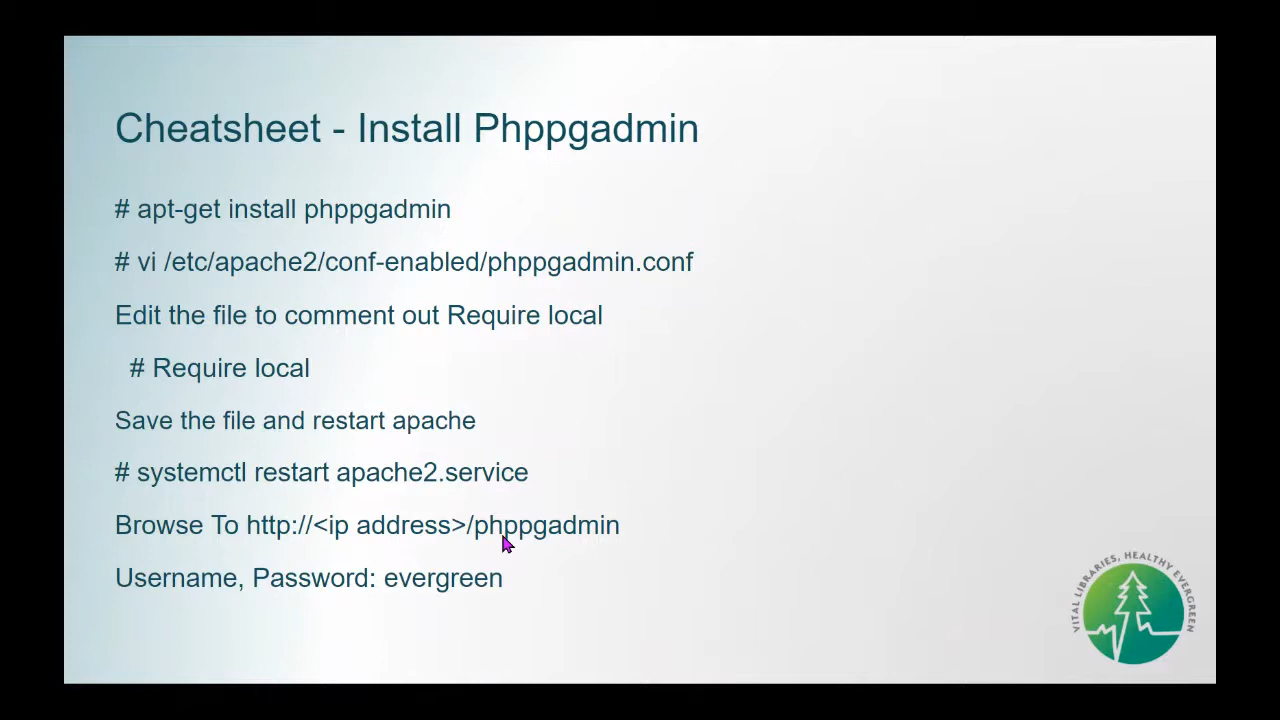 Cheatsheet - Install Phppgadmin
# apt-get install phppgadmin
# vi /etc/apache2/conf-enabled/phppgadmin.conf
Edit the file to comment out Require local
# Require local
Save the file and restart apache
# systemctl restart apache2.service
Browse To http://<ip address>/phppgadmin
Username, Password: evergreen
VITAL LIBRARIES, HEALTHY EVERGREEN